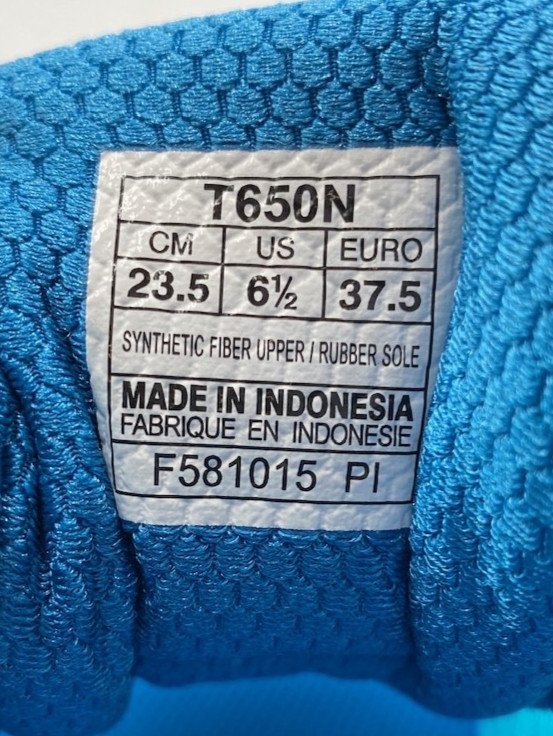 T650N
CM US EURO
23.5 6½ 37.5
SYNTHETIC FIBER UPPER / RUBBER SOLE
MADE IN INDONESIA
FABRIQUE EN INDONESIE
F581015 PI